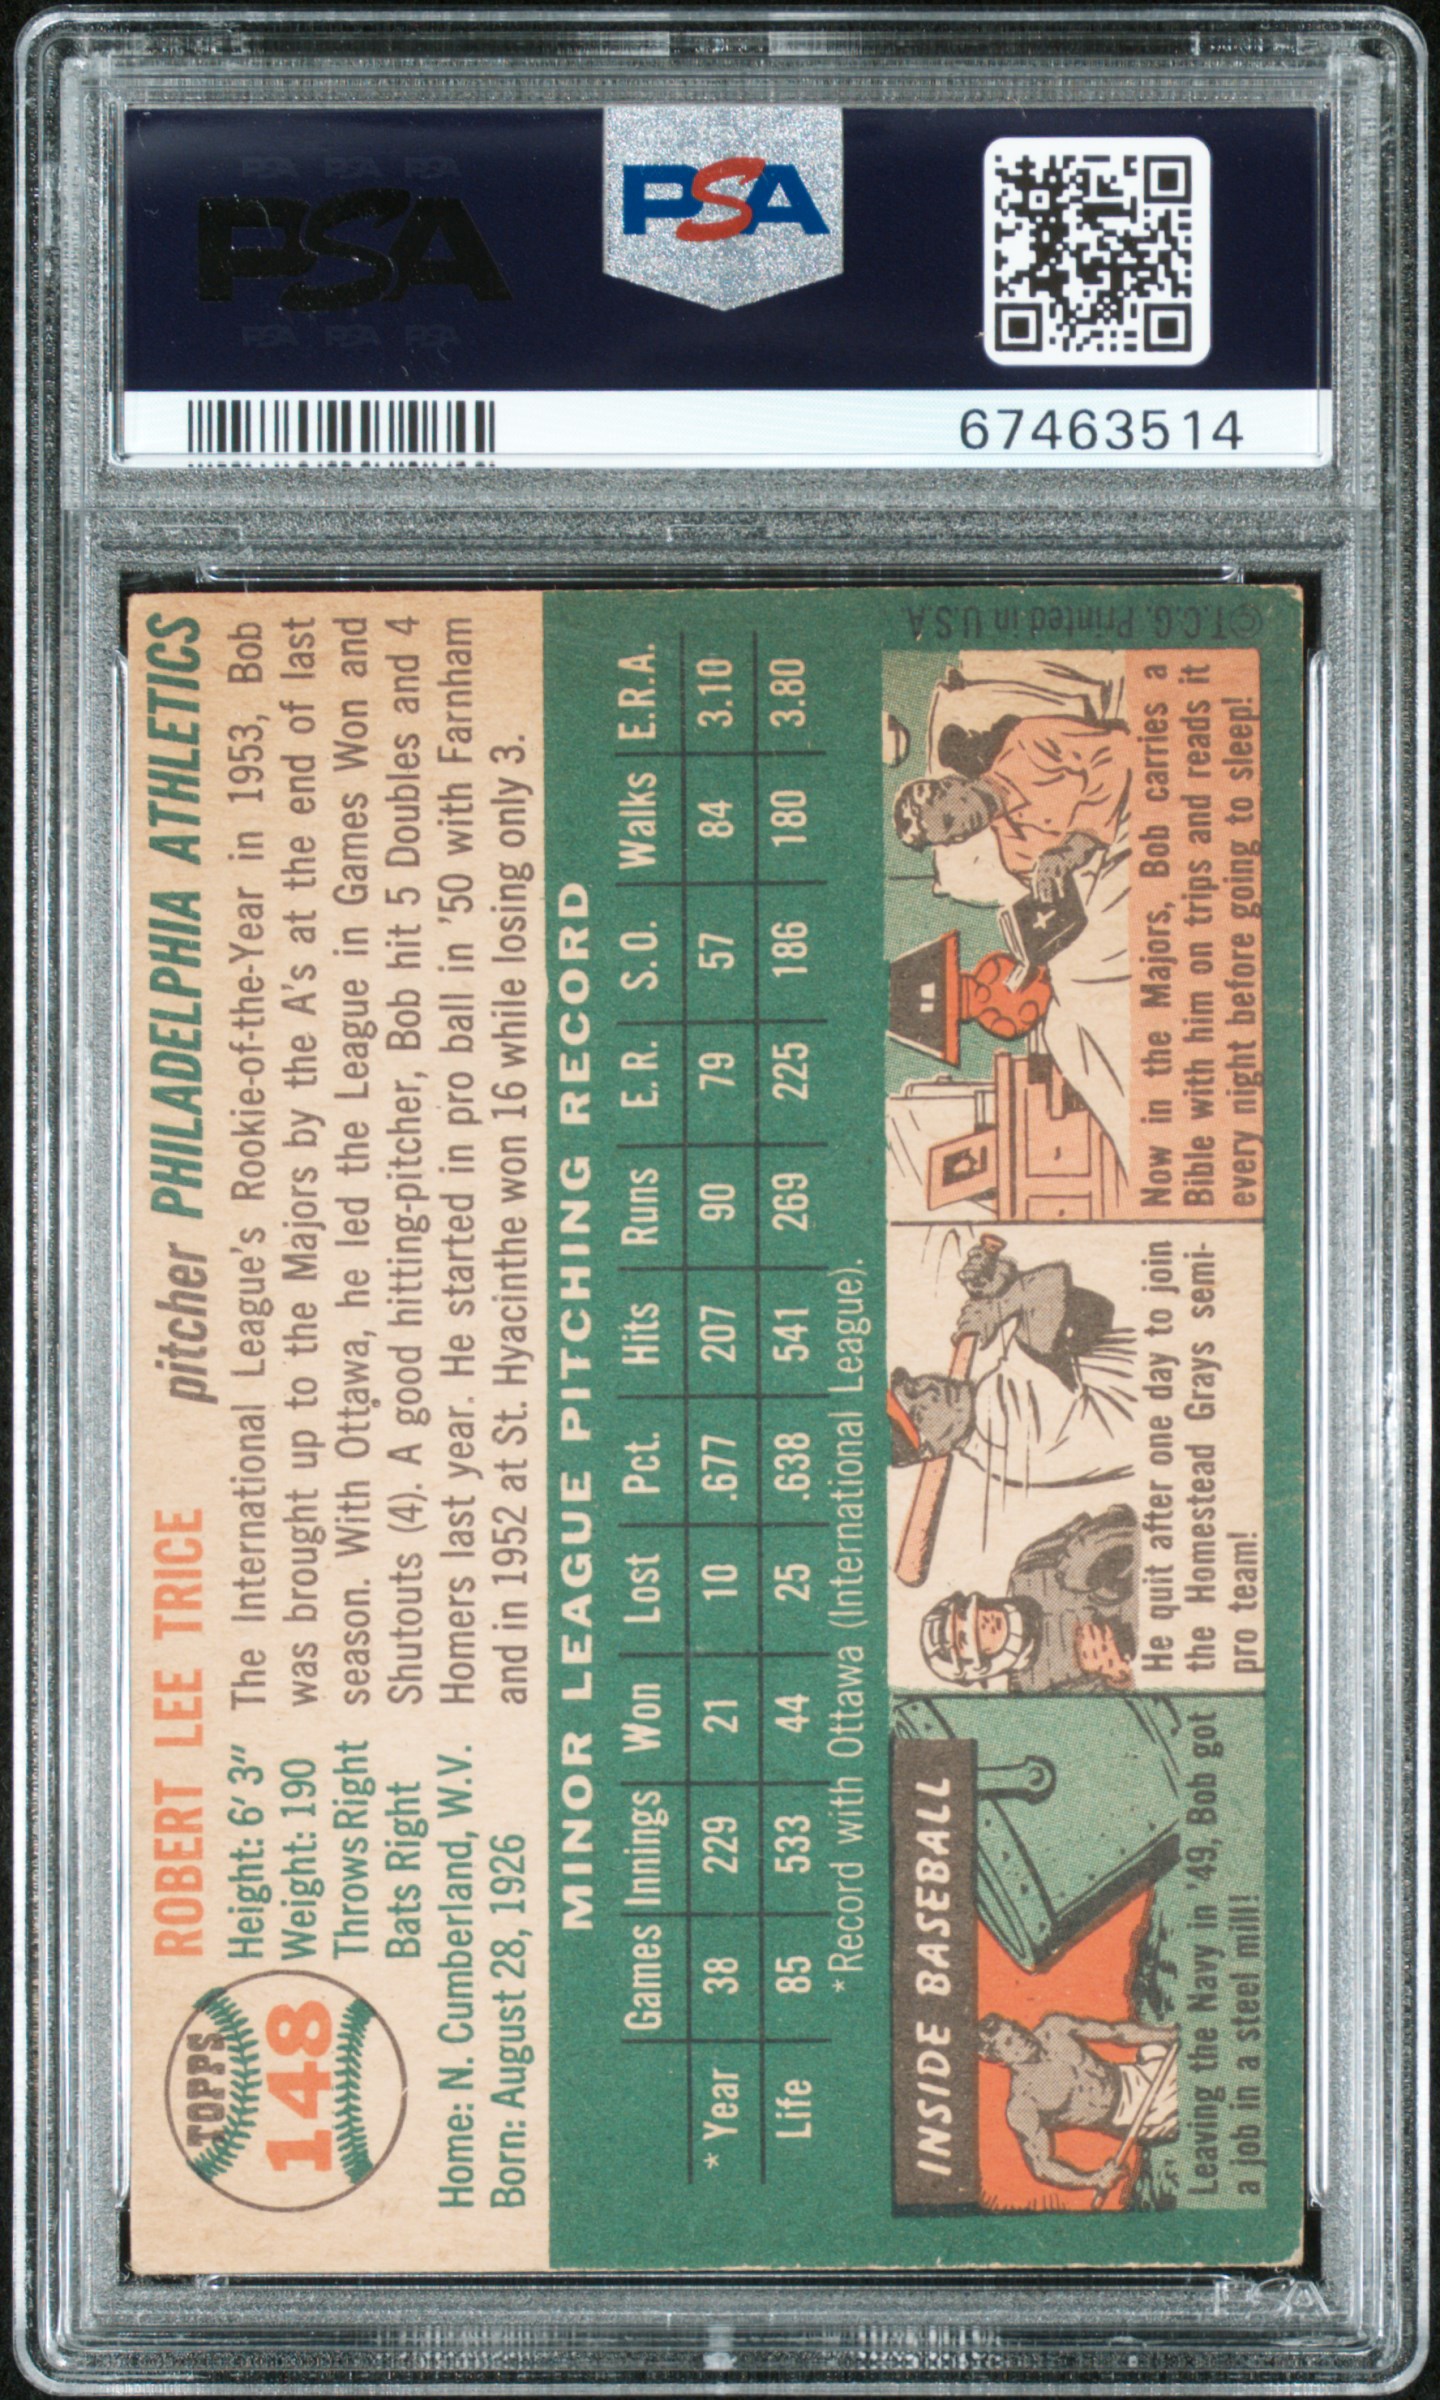 PSA PSA PSA
PSA
PSA PSA PSA
PSA
67463514
TOPPS
148
ROBERT LEE TRICE pitcher PHILADELPHIA ATHLETICS
Height: 6' 3"
Weight: 190
Throws Right
Bats Right
Home: N. Cumberland, W.V.
Born: August 28, 1926
The International League's Rookie-of-the-Year in 1953, Bob
was brought up to the Majors by the A's at the end of last
season. With Ottawa, he led the League in Games Won and
Shutouts (4). A good hitting-pitcher, Bob hit 5 Doubles and 4
Homers last year. He started in pro ball in '50 with Farnham
and in 1952 at St. Hyacinthe won 16 while losing only 3.
MINOR LEAGUE PITCHING RECORD
Games Innings Won Lost Pct. Hits Runs E.R. S.O. Walks E.R.A.
* Year 38 229 21 10 .677 207 90 79 57 84 3.10
Life 85 533 44 25 .638 541 269 225 186 180 3.80
* Record with Ottawa (International League).
INSIDE BASEBALL
Leaving the Navy in '49, Bob got
a job in a steel mill!
He quit after one day to join
the Homestead Grays semi-
pro team!
Now in the Majors, Bob carries a
Bible with him on trips and reads it
every night before going to sleep!
©T.C.G. Printed in U.S.A.
PSA